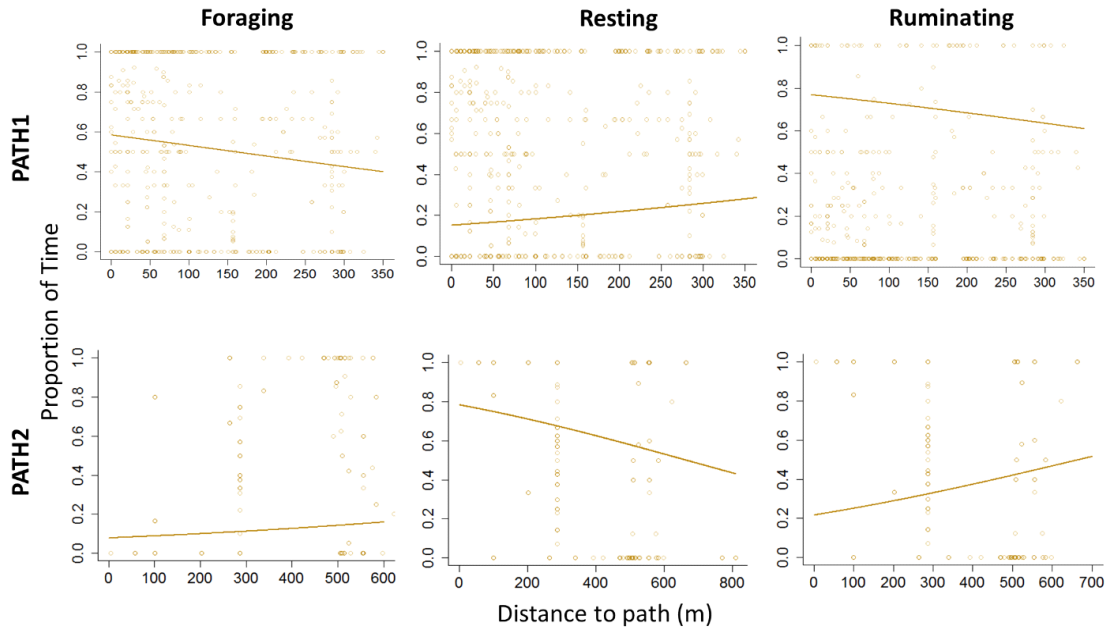 Foraging Resting Ruminating
PATH1
Proportion of Time
0.0 0.2 0.4 0.6 0.8 1.0
0 50 100 150 200 250 300 350
0.0 0.2 0.4 0.6 0.8 1.0
0 50 100 150 200 250 300 350
0.0 0.2 0.4 0.6 0.8 1.0
0 50 100 150 200 250 300 350
PATH2
0.0 0.2 0.4 0.6 0.8 1.0
0 100 200 300 400 500 600
0.0 0.2 0.4 0.6 0.8 1.0
0 200 400 600 800
0.0 0.2 0.4 0.6 0.8 1.0
0 100 200 300 400 500 600 700
Distance to path (m)